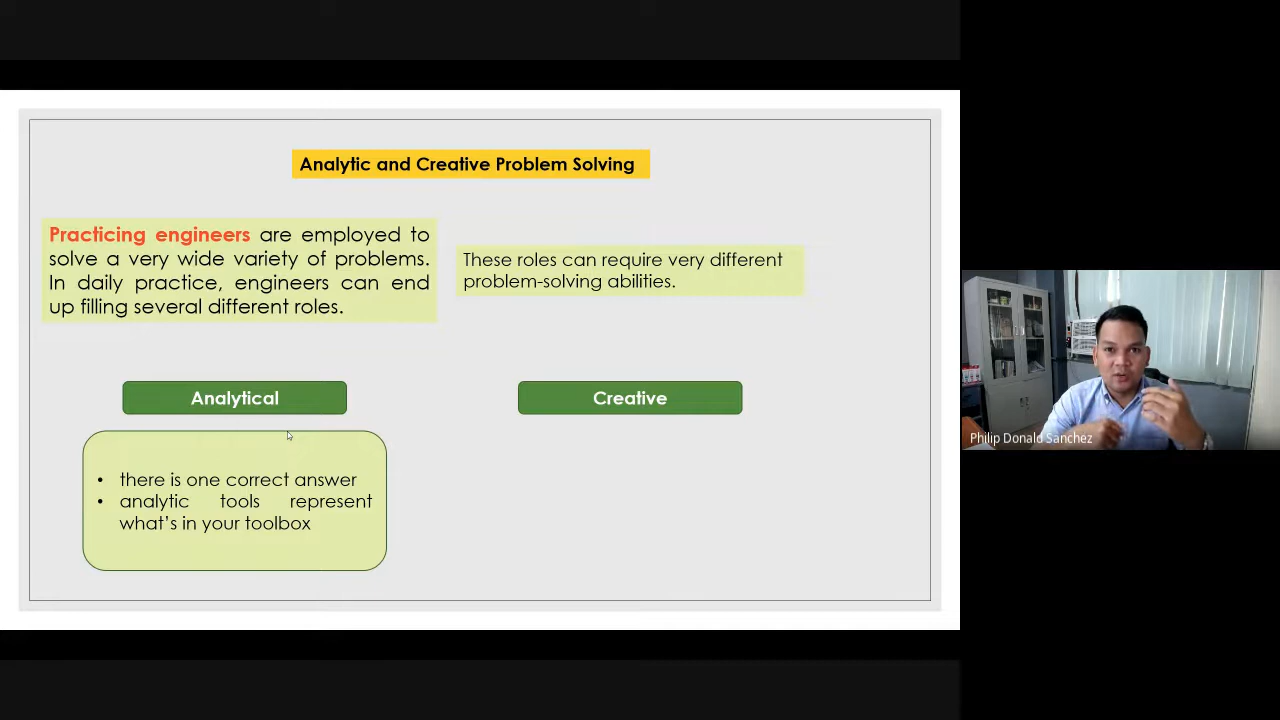 Analytic and Creative Problem Solving
Practicing engineers are employed to
solve a very wide variety of problems.
In daily practice, engineers can end
up filling several different roles.
These roles can require very different
problem-solving abilities.
Analytical
Creative
• there is one correct answer
• analytic tools represent
what's in your toolbox
Philip Donald Sanchez